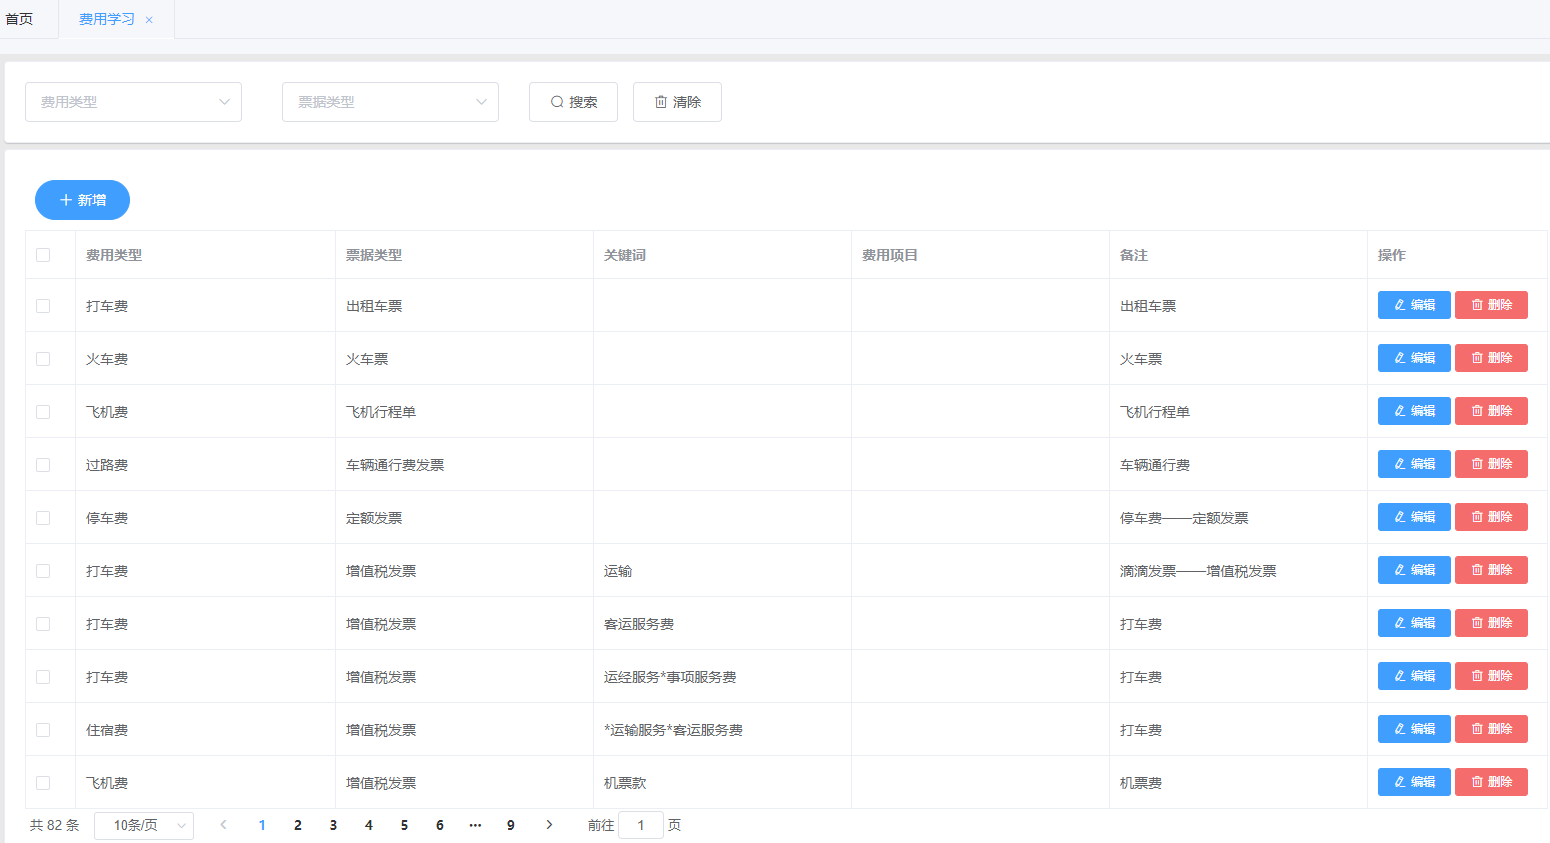 首页 费用学习 ×
费用类型 票据类型 搜索 清除
+ 新增
费用类型 票据类型 关键词 费用项目 备注 操作
打车费 出租车票 出租车票 编辑 删除
火车费 火车票 火车票 编辑 删除
飞机费 飞机行程单 飞机行程单 编辑 删除
过路费 车辆通行费发票 车辆通行费 编辑 删除
停车费 定额发票 停车费——定额发票 编辑 删除
打车费 增值税发票 运输 滴滴发票——增值税发票 编辑 删除
打车费 增值税发票 客运服务费 打车费 编辑 删除
打车费 增值税发票 运经服务*事项服务费 打车费 编辑 删除
住宿费 增值税发票 *运输服务*客运服务费 打车费 编辑 删除
飞机费 增值税发票 机票款 机票费 编辑 删除
共 82 条 10条/页 < 1 2 3 4 5 6 ••• 9 > 前往 1 页